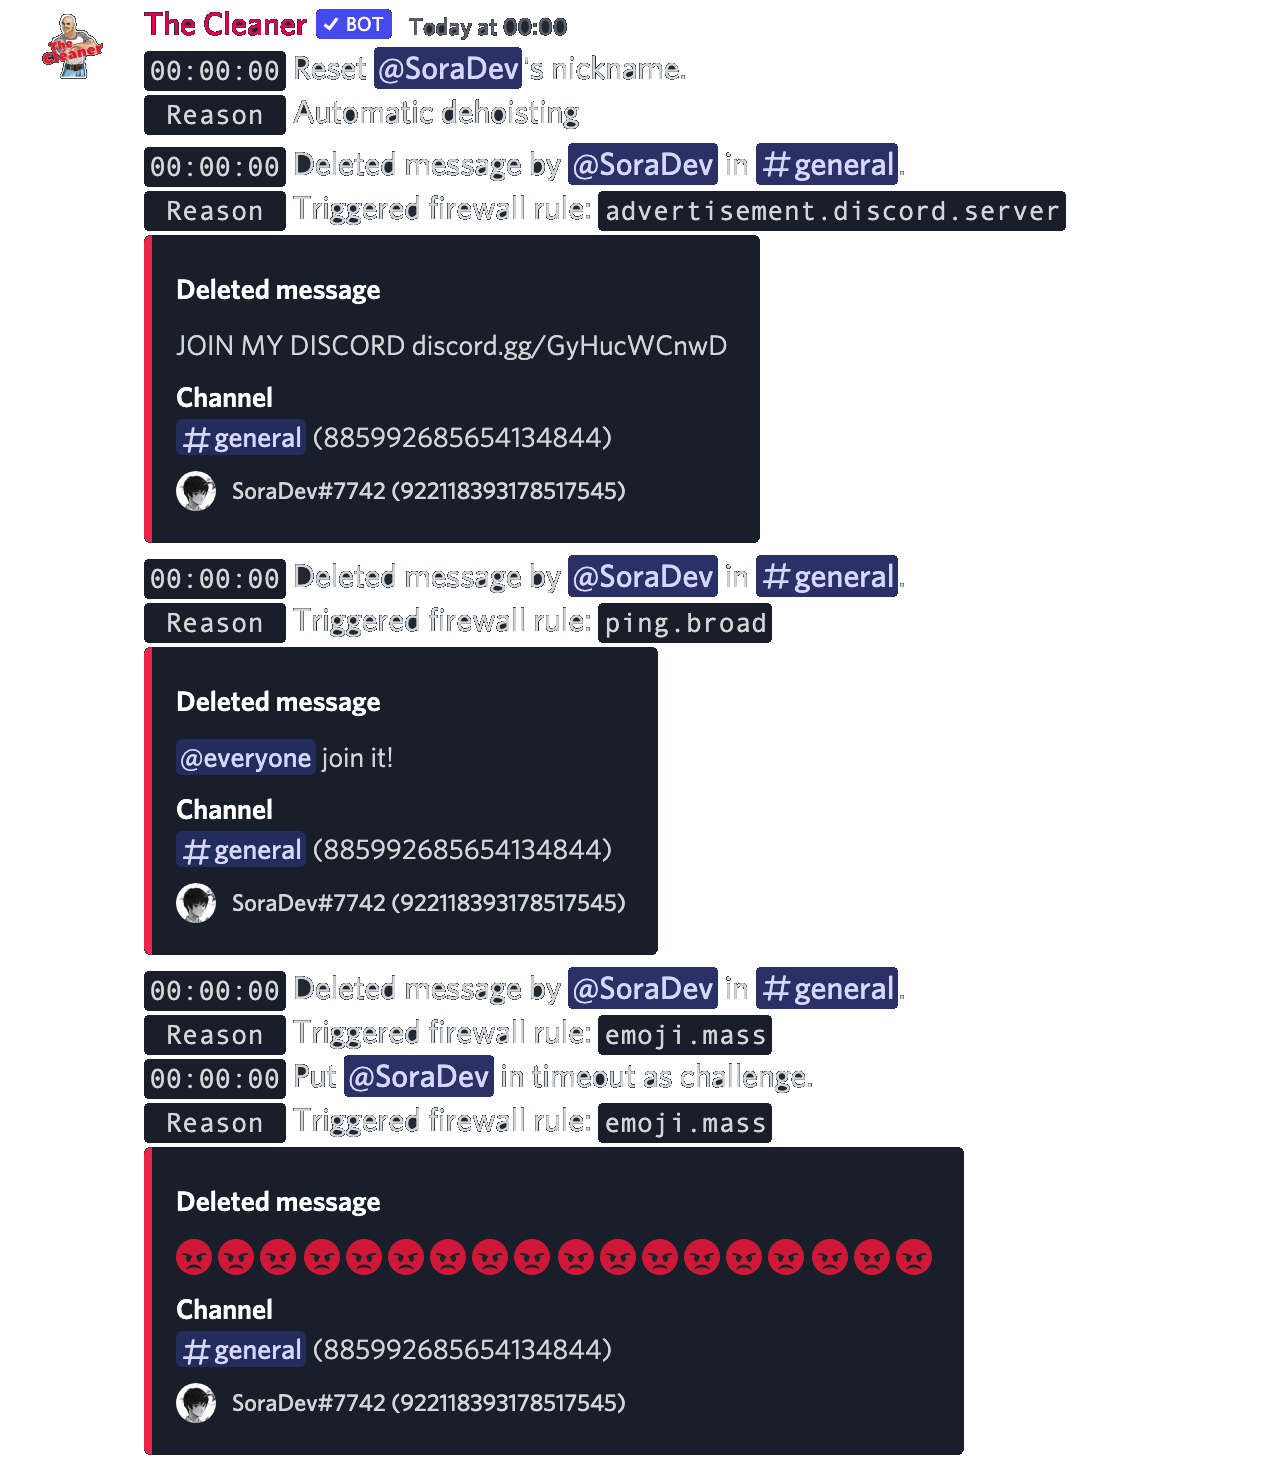 The Cleaner BOT Today at 00:00
The Cleaner
00:00:00 Reset @SoraDev's nickname.
Reason Automatic dehoisting
00:00:00 Deleted message by @SoraDev in #general.
Reason Triggered firewall rule: advertisement.discord.server
Deleted message
JOIN MY DISCORD discord.gg/GyHucWCnwD
Channel
#general (885992685654134844)
SoraDev#7742 (922118393178517545)
00:00:00 Deleted message by @SoraDev in #general.
Reason Triggered firewall rule: ping.broad
Deleted message
@everyone join it!
Channel
#general (885992685654134844)
SoraDev#7742 (922118393178517545)
00:00:00 Deleted message by @SoraDev in #general.
Reason Triggered firewall rule: emoji.mass
00:00:00 Put @SoraDev in timeout as challenge.
Reason Triggered firewall rule: emoji.mass
Deleted message
😡😡😡😡😡😡😡😡😡😡😡😡😡😡😡😡😡😡
Channel
#general (885992685654134844)
SoraDev#7742 (922118393178517545)